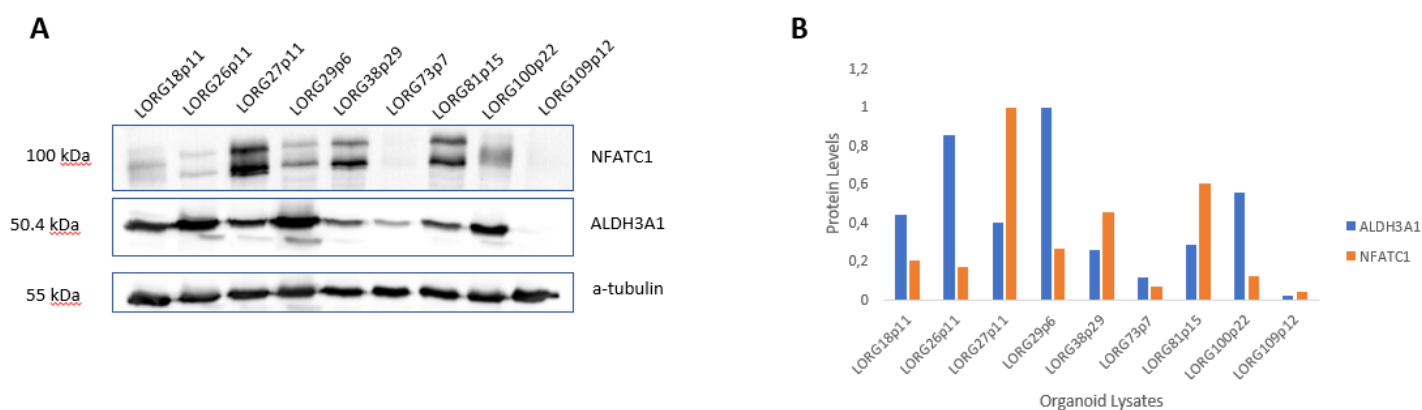 A
LORG18p11
LORG26p11
LORG27p11
LORG29p6
LORG38p29
LORG73p7
LORG81p15
LORG100p22
LORG109p12
100 kDa
NFATC1
50.4 kDa
ALDH3A1
55 kDa
a-tubulin
B
1,2
1
0,8
0,6
0,4
0,2
0
Protein Levels
LORG18p11
LORG26p11
LORG27p11
LORG29p6
LORG38p29
LORG73p7
LORG81p15
LORG100p22
LORG109p12
Organoid Lysates
ALDH3A1
NFATC1